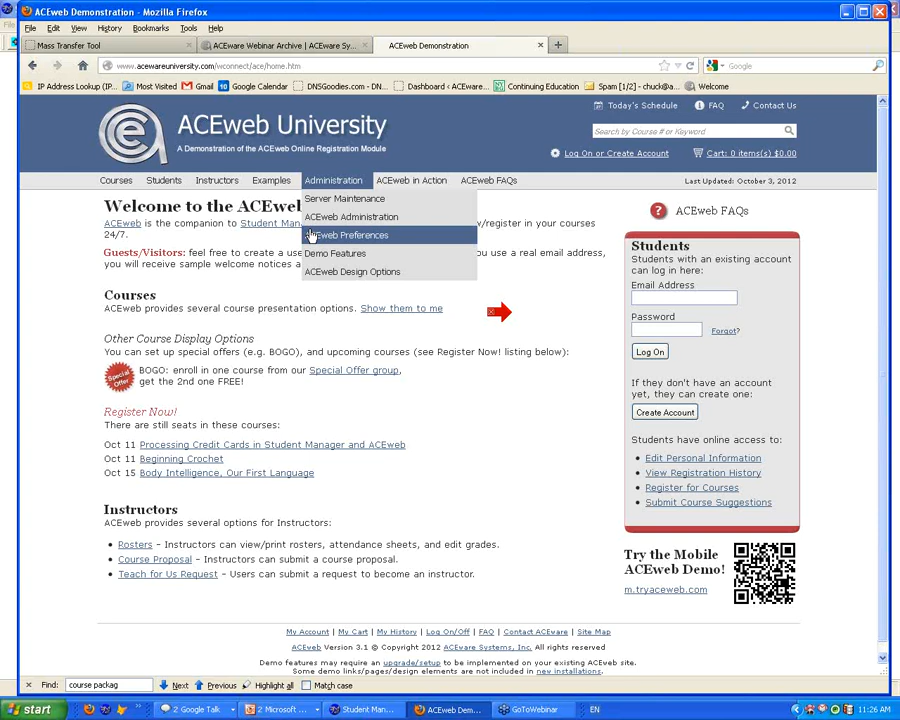 ACEweb Demonstration - Mozilla Firefox
File Edit View History Bookmarks Tools Help
Mass Transfer Tool × ACEware Webinar Archive | ACEware Sy... × ACEweb Demonstration × +
www.acewareuniversity.com/wconnect/ace/home.htm Google
IP Address Lookup (IP... Most Visited Gmail 10 Google Calendar DNSGoodies.com - DN... Dashboard ‹ ACEware... Continuing Education Spam [1/2] - chuck@a... Welcome
Today's Schedule FAQ Contact Us
ACEweb University
A Demonstration of the ACEweb Online Registration Module
Search by Course # or Keyword
Log On or Create Account Cart: 0 item(s) $0.00
Courses Students Instructors Examples Administration ACEweb in Action ACEweb FAQs Last Updated: October 3, 2012
Server Maintenance
ACEweb Administration
eweb Preferences
Demo Features
ACEweb Design Options
Welcome to the ACEwe
ACEweb is the companion to Student Man w/register in your courses
24/7.
Guests/Visitors: feel free to create a use use a real email address,
you will receive sample welcome notices a
Courses
ACEweb provides several course presentation options. Show them to me
Other Course Display Options
You can set up special offers (e.g. BOGO), and upcoming courses (see Register Now! listing below):
Special Offer
BOGO: enroll in one course from our Special Offer group,
get the 2nd one FREE!
Register Now!
There are still seats in these courses:
Oct 11 Processing Credit Cards in Student Manager and ACEweb
Oct 11 Beginning Crochet
Oct 15 Body Intelligence, Our First Language
Instructors
ACEweb provides several options for Instructors:
• Rosters - Instructors can view/print rosters, attendance sheets, and edit grades.
• Course Proposal - Instructors can submit a course proposal.
• Teach for Us Request - Users can submit a request to become an instructor.
? ACEweb FAQs
Students
Students with an existing account
can log in here:
Email Address
Password
Forgot?
Log On
If they don't have an account
yet, they can create one:
Create Account
Students have online access to:
• Edit Personal Information
• View Registration History
• Register for Courses
• Submit Course Suggestions
Try the Mobile
ACEweb Demo!
m.tryaceweb.com
My Account | My Cart | My History | Log On/Off | FAQ | Contact ACEware | Site Map
ACEweb Version 3.1 © Copyright 2012 ACEware Systems, Inc. All rights reserved
Demo features may require an upgrade/setup to be implemented on your existing ACEweb site.
Some demo links/pages/design elements are not included in new installations.
× Find: course packag Next Previous Highlight all Match case
start 2 Google Talk 2 Microsoft ... Student Man... ACEweb Dem... GoToWebinar EN 11:26 AM